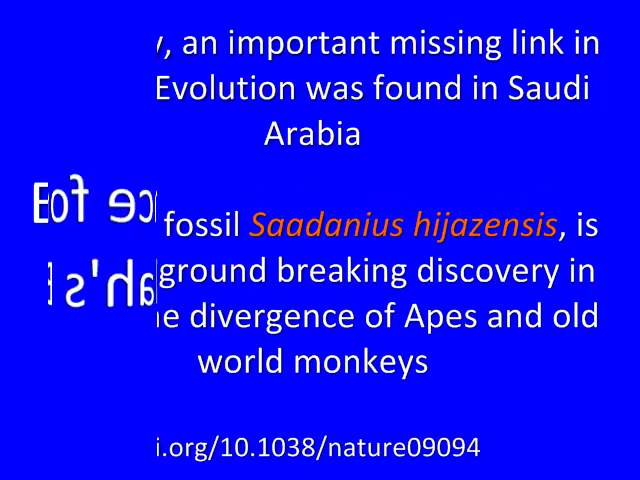 , an important missing link in
Evolution was found in Saudi
Arabia
fossil Saadanius hijazensis, is
ground breaking discovery in
divergence of Apes and old
world monkeys
i.org/10.1038/nature09094